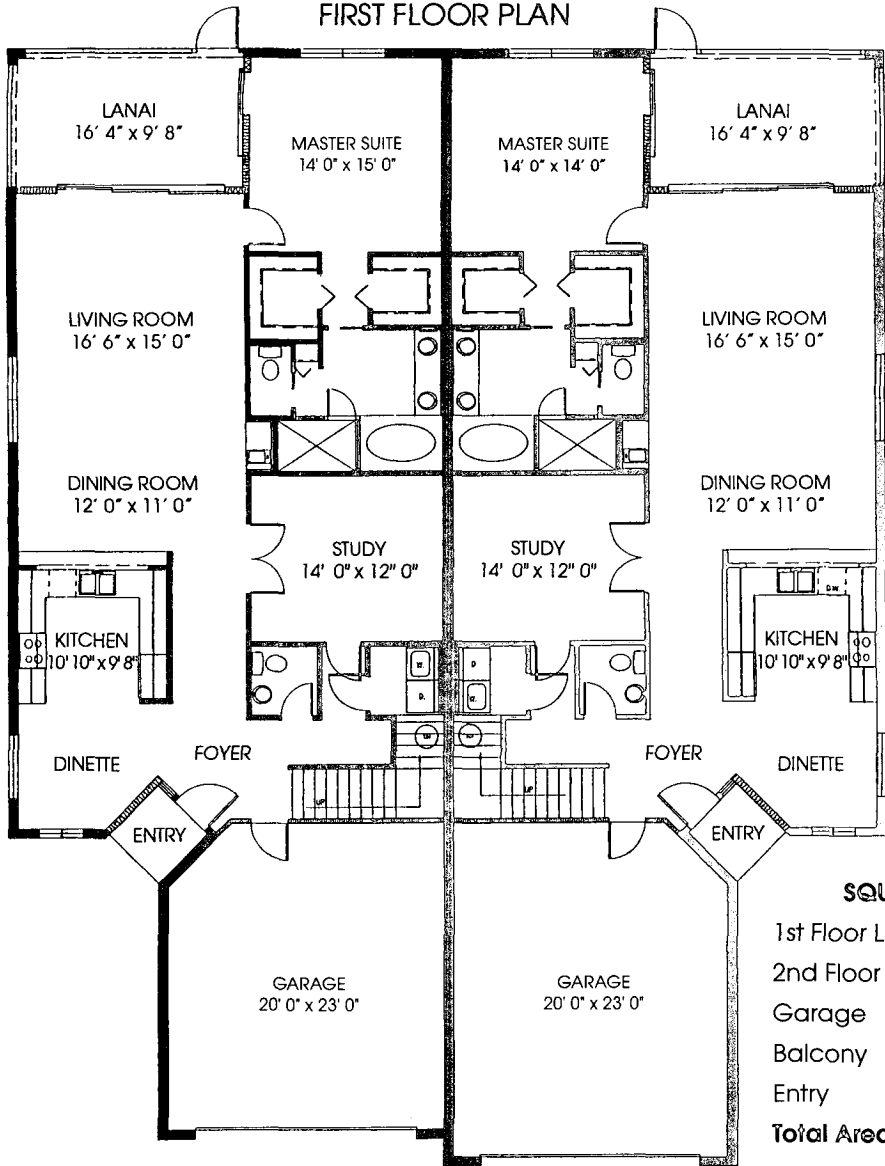 FIRST FLOOR PLAN
LANAI
16' 4" x 9' 8"
MASTER SUITE
14' 0" x 15' 0"
MASTER SUITE
14' 0" x 14' 0"
LANAI
16' 4" x 9' 8"
LIVING ROOM
16' 6" x 15' 0"
LIVING ROOM
16' 6" x 15' 0"
DINING ROOM
12' 0" x 11' 0"
DINING ROOM
12' 0" x 11' 0"
STUDY
14' 0" x 12" 0"
STUDY
14' 0" x 12" 0"
D.W.
KITCHEN
10' 10" x 9' 8"
KITCHEN
10' 10" x 9' 8"
W.
D.
D.
W.
DINETTE
FOYER
FOYER
DINETTE
UP
UP
ENTRY
ENTRY
GARAGE
20' 0" x 23' 0"
GARAGE
20' 0" x 23' 0"
SQU
1st Floor L
2nd Floor
Garage
Balcony
Entry
Total Area